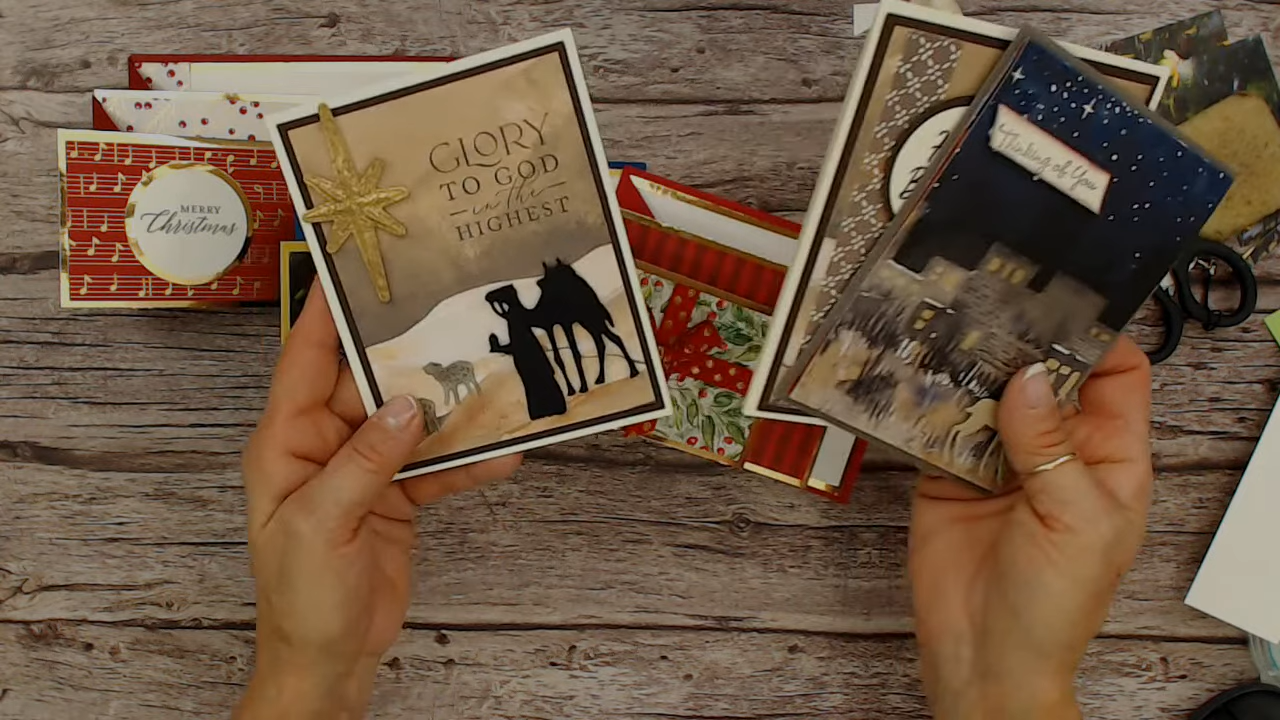 MERRY
Christmas
GLORY
TO GOD
in the
HIGHEST
Thinking of You